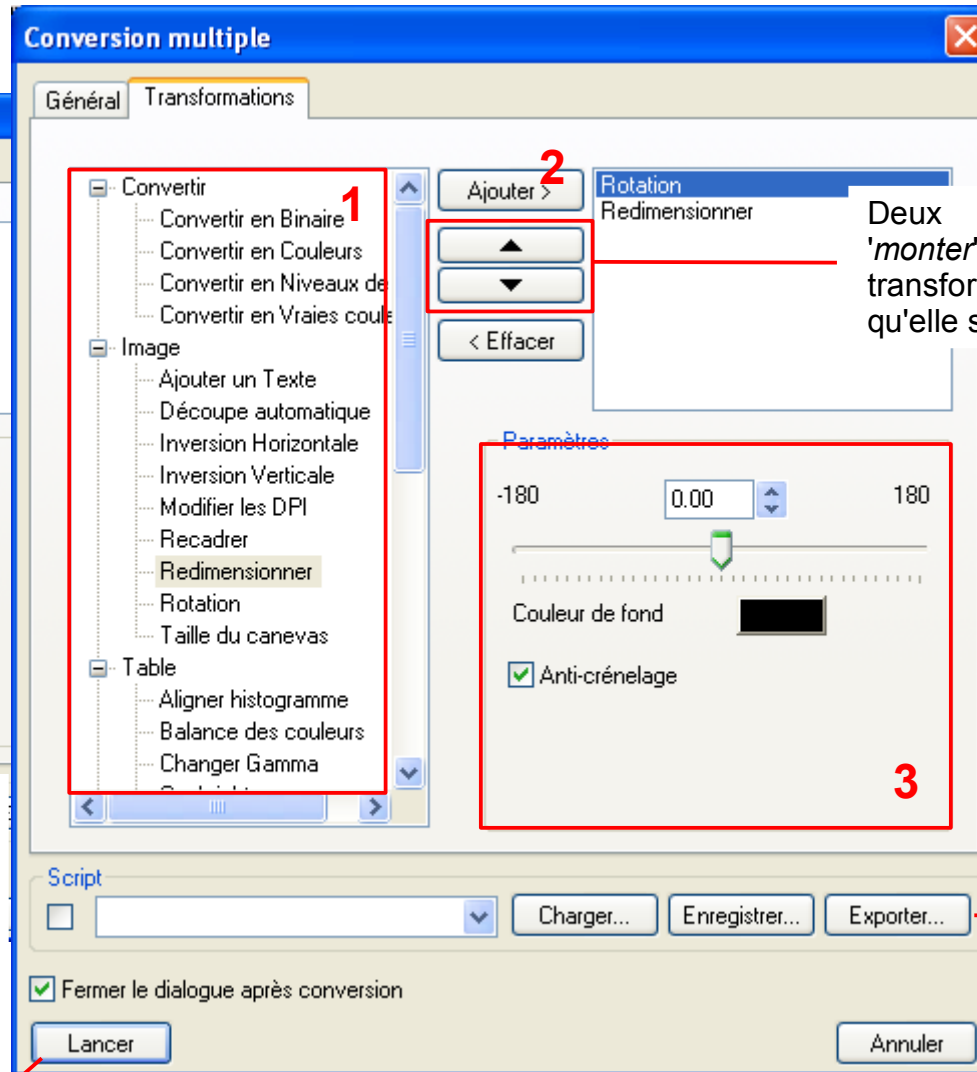 Conversion multiple
Général
Transformations
1
2
Convertir
Convertir en Binaire
Convertir en Couleurs
Convertir en Niveaux de
Convertir en Vraies coule
Image
Ajouter un Texte
Découpe automatique
Inversion Horizontale
Inversion Verticale
Modifier les DPI
Recadrer
Redimensionner
Rotation
Taille du canevas
Table
Aligner histogramme
Balance des couleurs
Changer Gamma
Ajouter >
< Effacer
Rotation
Redimensionner
Deux
'monter'
transfor
qu'elle s
Paramètres
-180
0.00
180
Couleur de fond
Anti-crénelage
3
Script
Charger...
Enregistrer...
Exporter...
Fermer le dialogue après conversion
Lancer
Annuler